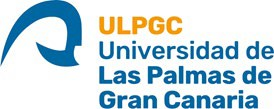 ULPGC
Universidad de
Las Palmas de
Gran Canaria